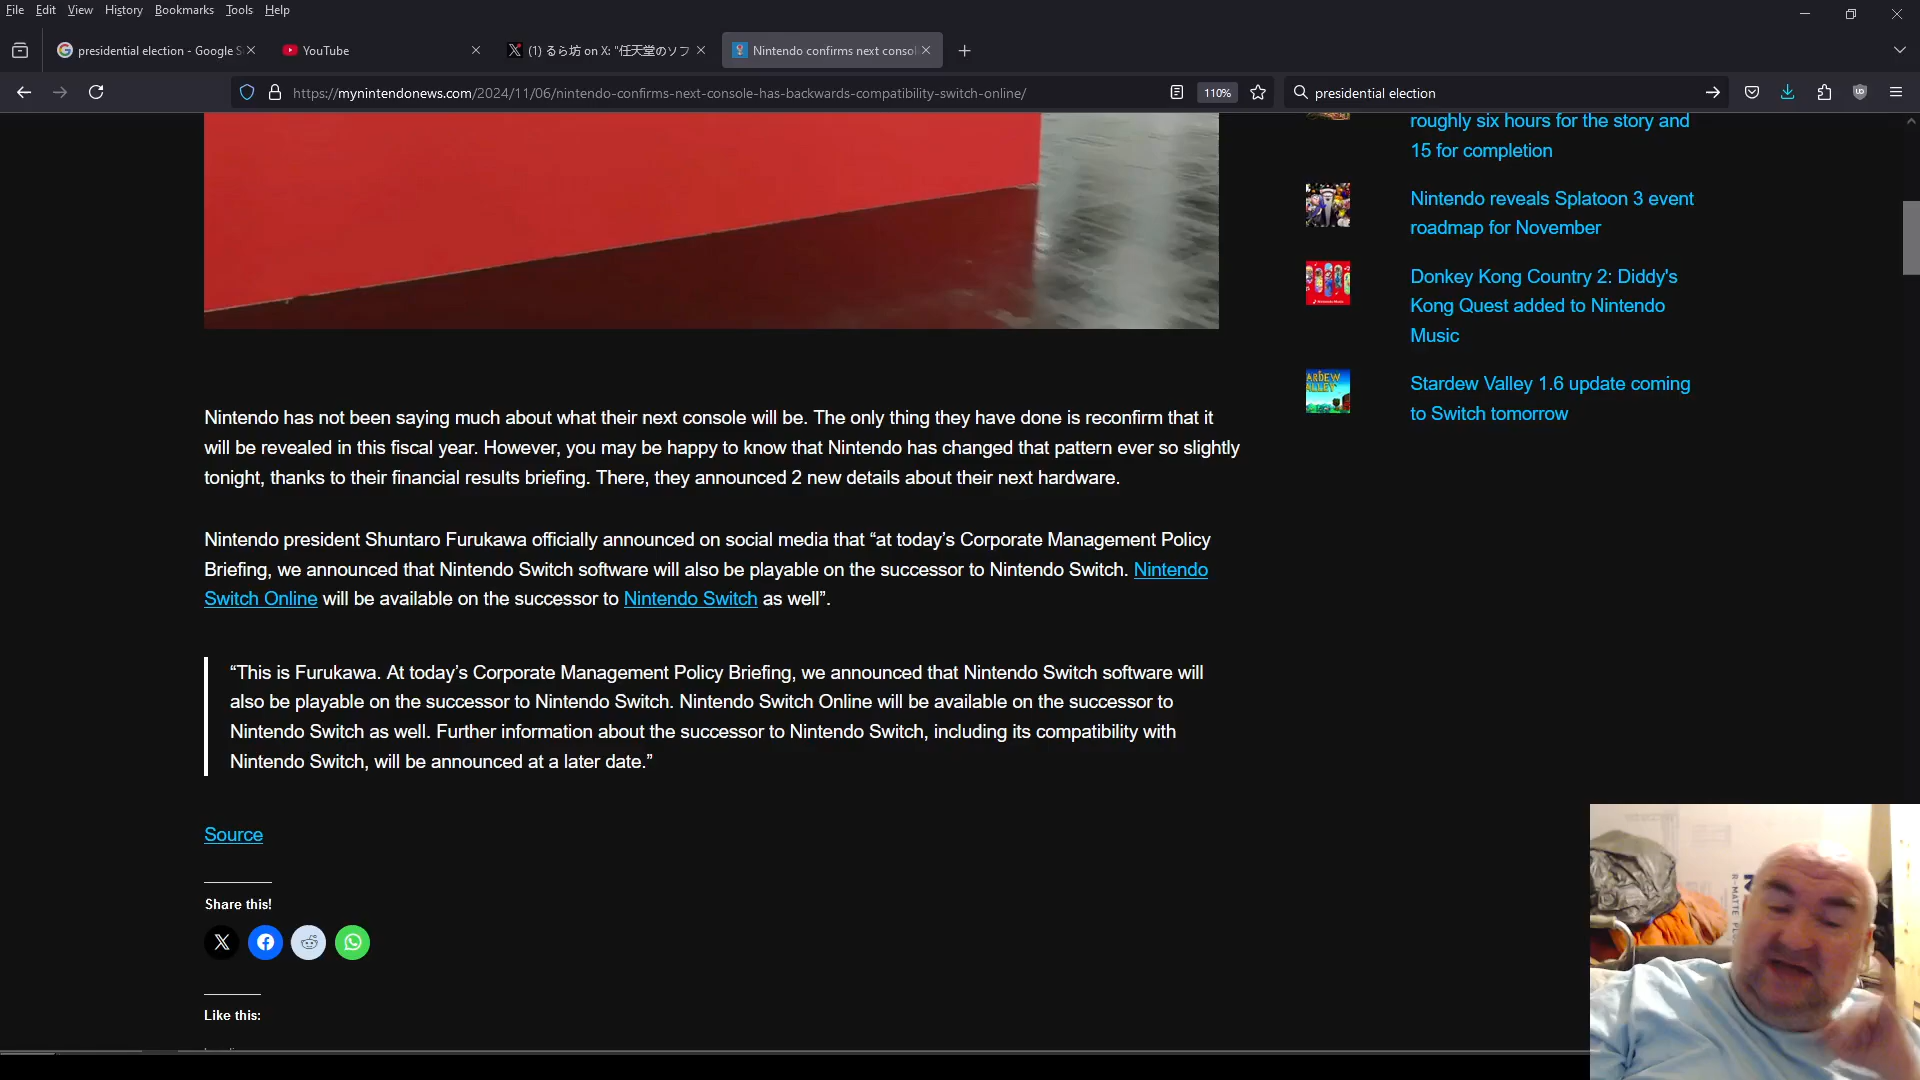 File Edit View History Bookmarks Tools Help
presidential election - Google S
YouTube
(1) るら坊 on X: "任天堂のソフ
Nintendo confirms next consol
https://mynintendonews.com/2024/11/06/nintendo-confirms-next-console-has-backwards-compatibility-switch-online/
110%
presidential election
roughly six hours for the story and
15 for completion
Nintendo reveals Splatoon 3 event
roadmap for November
Donkey Kong Country 2: Diddy's
Kong Quest added to Nintendo
Music
Stardew Valley 1.6 update coming
to Switch tomorrow
Nintendo has not been saying much about what their next console will be. The only thing they have done is reconfirm that it
will be revealed in this fiscal year. However, you may be happy to know that Nintendo has changed that pattern ever so slightly
tonight, thanks to their financial results briefing. There, they announced 2 new details about their next hardware.
Nintendo president Shuntaro Furukawa officially announced on social media that “at today’s Corporate Management Policy
Briefing, we announced that Nintendo Switch software will also be playable on the successor to Nintendo Switch. Nintendo
Switch Online will be available on the successor to Nintendo Switch as well”.
“This is Furukawa. At today’s Corporate Management Policy Briefing, we announced that Nintendo Switch software will
also be playable on the successor to Nintendo Switch. Nintendo Switch Online will be available on the successor to
Nintendo Switch as well. Further information about the successor to Nintendo Switch, including its compatibility with
Nintendo Switch, will be announced at a later date.”
Source
Share this!
Like this: